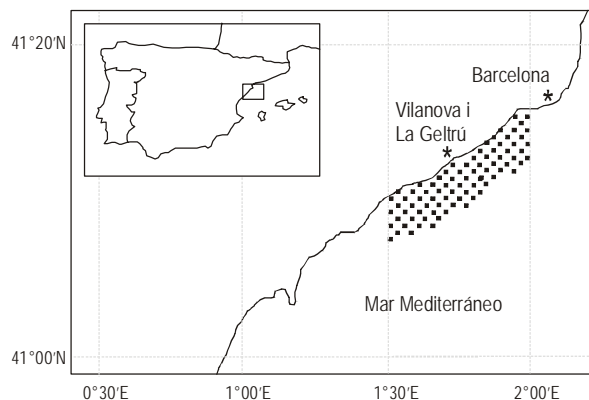 41°20'N
Barcelona
Vilanova i
La Geltrú
Mar Mediterráneo
41°00'N
0°30'E
1°00'E
1°30'E
2°00'E